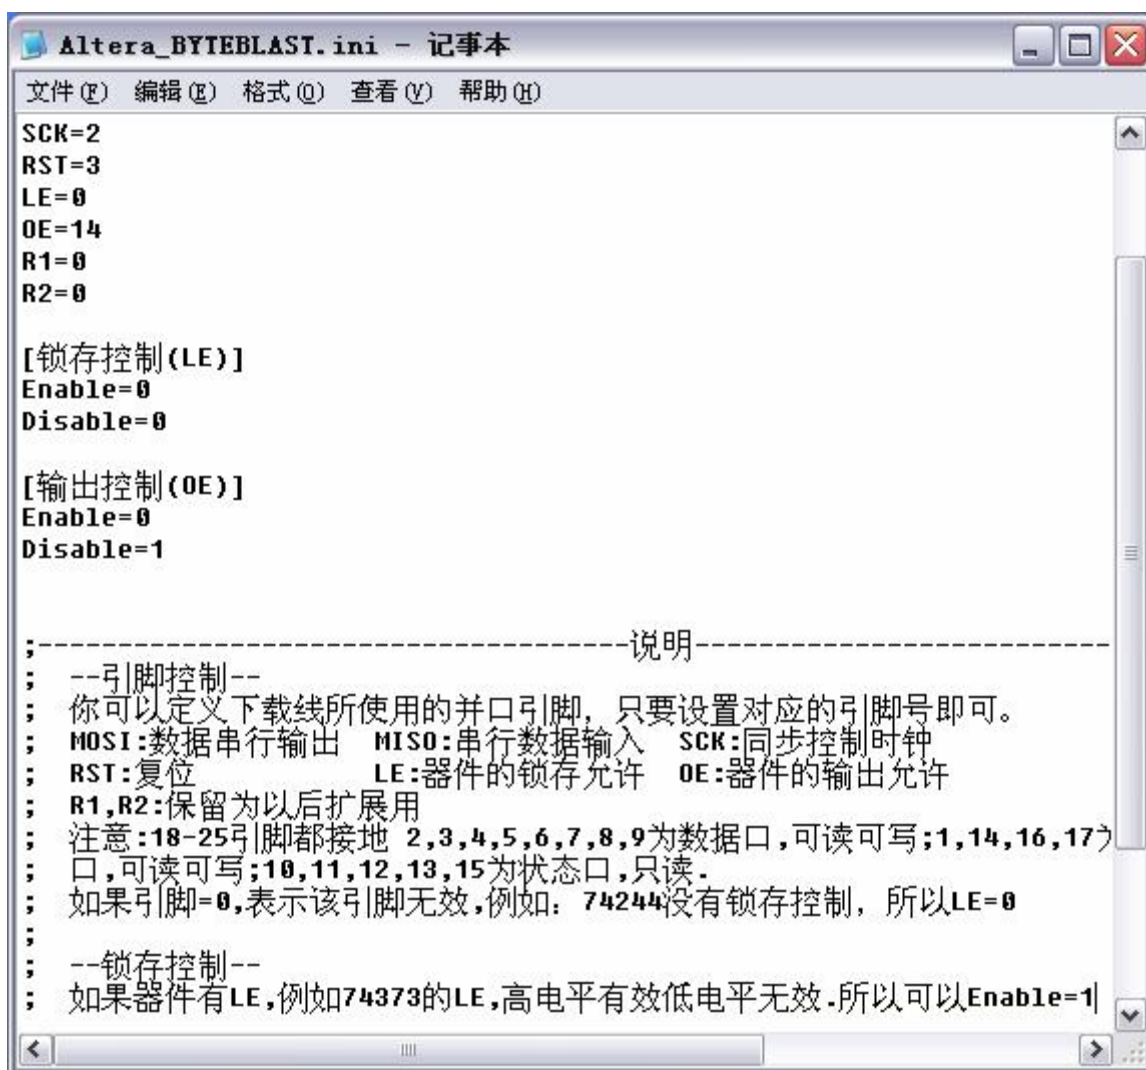 Altera_BYTEBLAST.ini - 记事本
文件(F) 编辑(E) 格式(O) 查看(V) 帮助(H)
SCK=2
RST=3
LE=0
OE=14
R1=0
R2=0
[锁存控制(LE)]
Enable=0
Disable=0
[输出控制(OE)]
Enable=0
Disable=1
;------------------------------------说明-------------------------
; --引脚控制--
; 你可以定义下载线所使用的并口引脚, 只要设置对应的引脚号即可。
; MOSI:数据串行输出 MISO:串行数据输入 SCK:同步控制时钟
; RST:复位 LE:器件的锁存允许 OE:器件的输出允许
; R1,R2:保留为以后扩展用
; 注意:18-25引脚都接地 2,3,4,5,6,7,8,9为数据口,可读可写;1,14,16,17
; 口,可读可写;10,11,12,13,15为状态口,只读.
; 如果引脚=0,表示该引脚无效,例如: 74244没有锁存控制, 所以LE=0
;
; --锁存控制--
; 如果器件有LE,例如74373的LE,高电平有效低电平无效.所以可以Enable=1